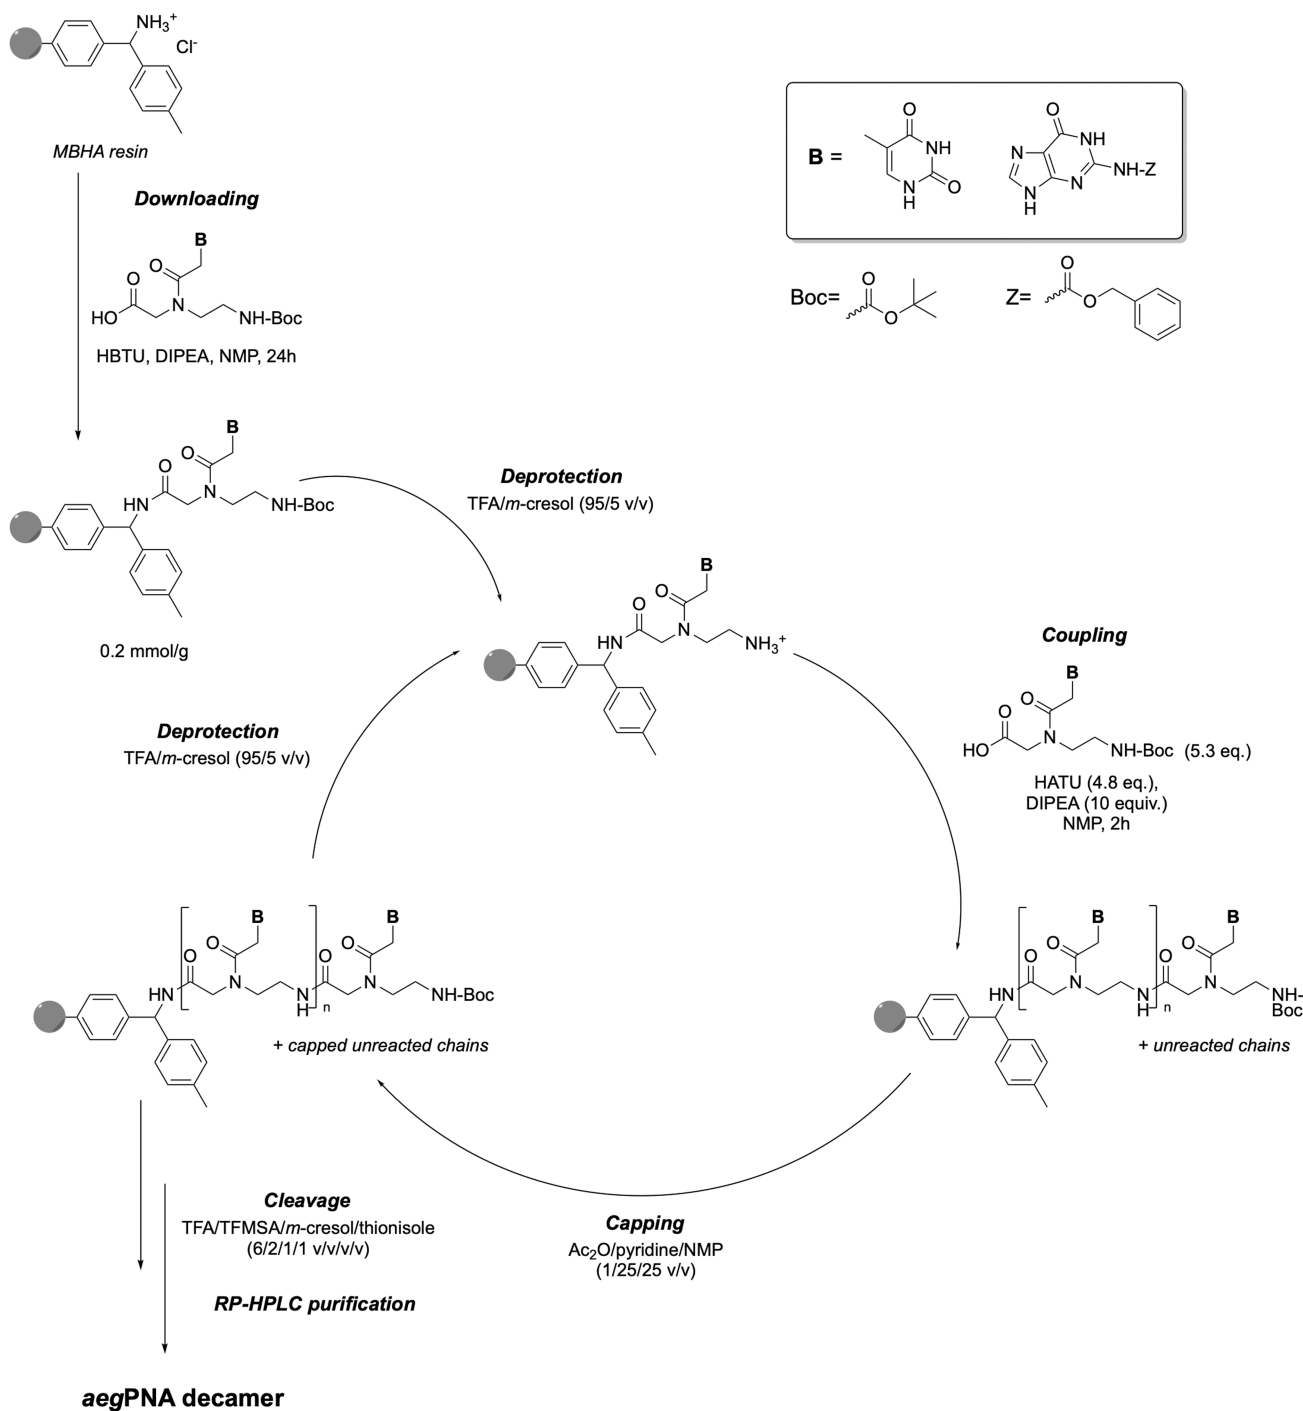 NH3+
Cl-
MBHA resin
Downloading
B
O
O
N
HO
NH-Boc
HBTU, DIPEA, NMP, 24h
B =
O
NH
N
H
O
O
N
NH
N
H
N
NH-Z
Boc=
O
O
Z=
O
O
B
O
O
HN
N
NH-Boc
0.2 mmol/g
Deprotection
TFA/m-cresol (95/5 v/v)
B
O
O
HN
N
NH3+
Coupling
B
O
O
N
HO
NH-Boc (5.3 eq.)
HATU (4.8 eq.),
DIPEA (10 equiv.)
NMP, 2h
Deprotection
TFA/m-cresol (95/5 v/v)
B
B
O
O
O
O
HN
N
N
H
n
N
NH-Boc
+ capped unreacted chains
B
B
O
O
O
O
HN
N
N
H
n
N
NH-
Boc
+ unreacted chains
Cleavage
TFA/TFMSA/m-cresol/thionisole
(6/2/1/1 v/v/v/v)
Capping
Ac2O/pyridine/NMP
(1/25/25 v/v)
RP-HPLC purification
aegPNA decamer